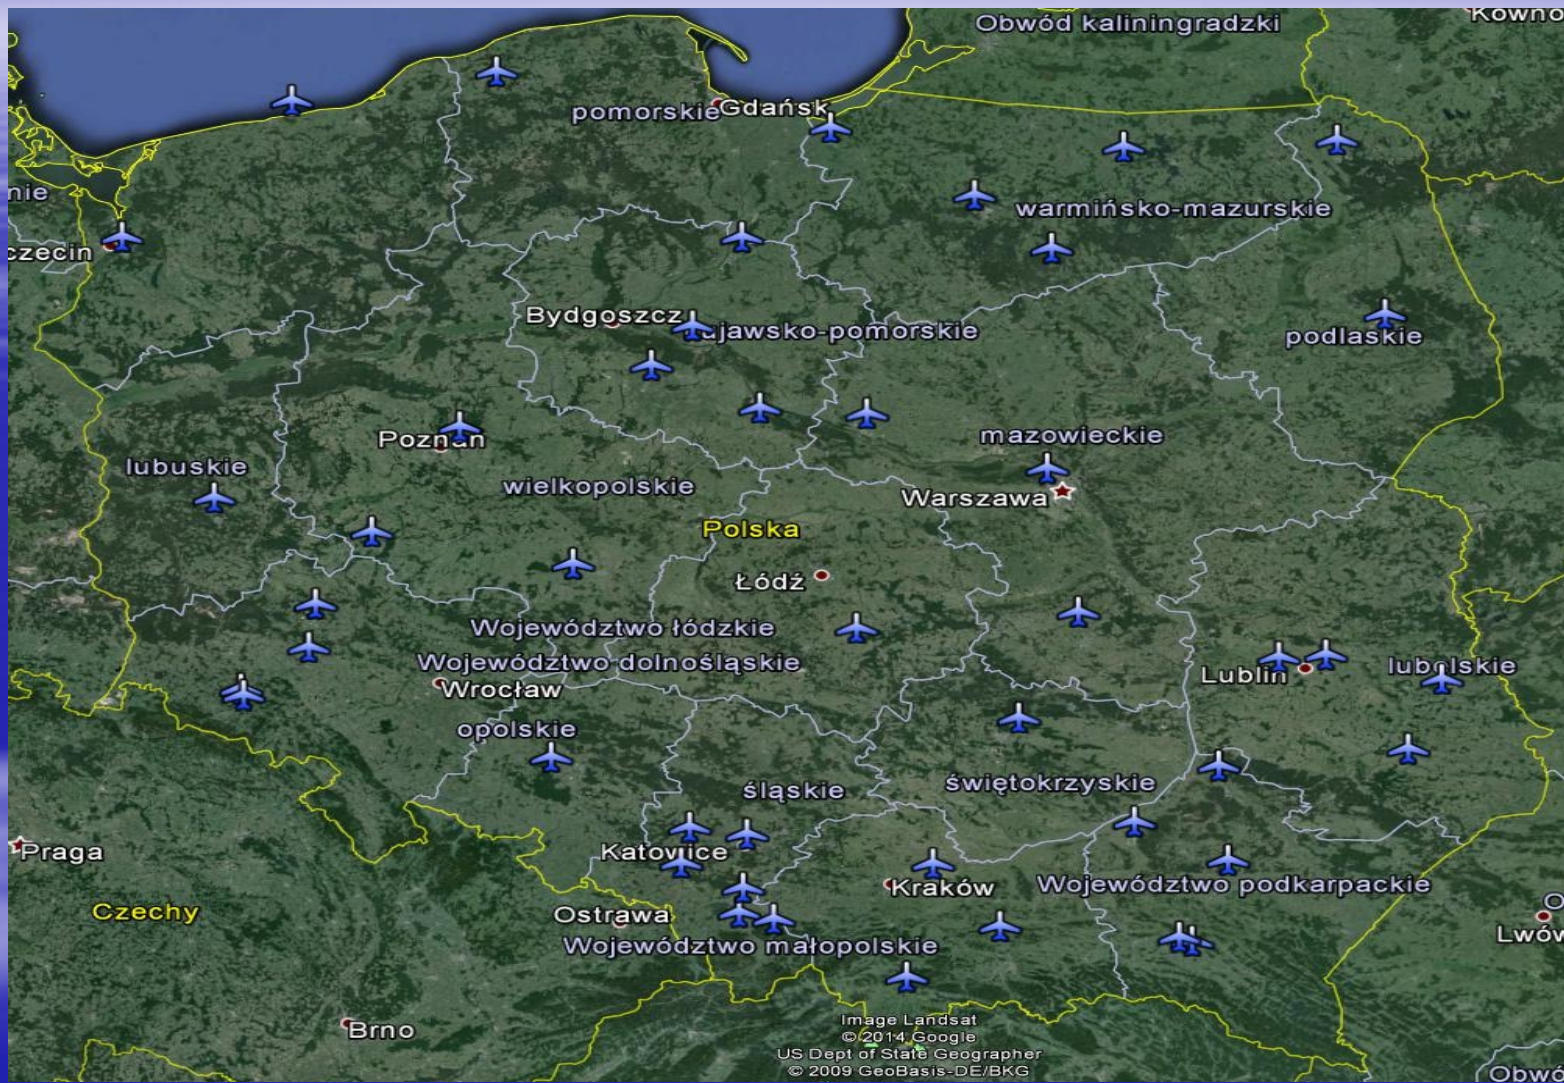 Obwód kaliningradzki
Kowno
pomorskie
Gdańsk
nie
warmińsko-mazurskie
czecin
Bydgoszcz
ujawsko-pomorskie
podlaskie
Poznań
mazowieckie
lubuskie
wielkopolskie
Warszawa
Polska
Łódź
Województwo łódzkie
Województwo dolnośląskie
lubelskie
Lublin
Wrocław
opolskie
świętokrzyskie
śląskie
Praga
Katowice
Kraków
Województwo podkarpackie
Czechy
Ostrawa
Lwów
Województwo małopolskie
Brno
Image Landsat
© 2014 Google
US Dept of State Geographer
© 2009 GeoBasis-DE/BKG
Obwó